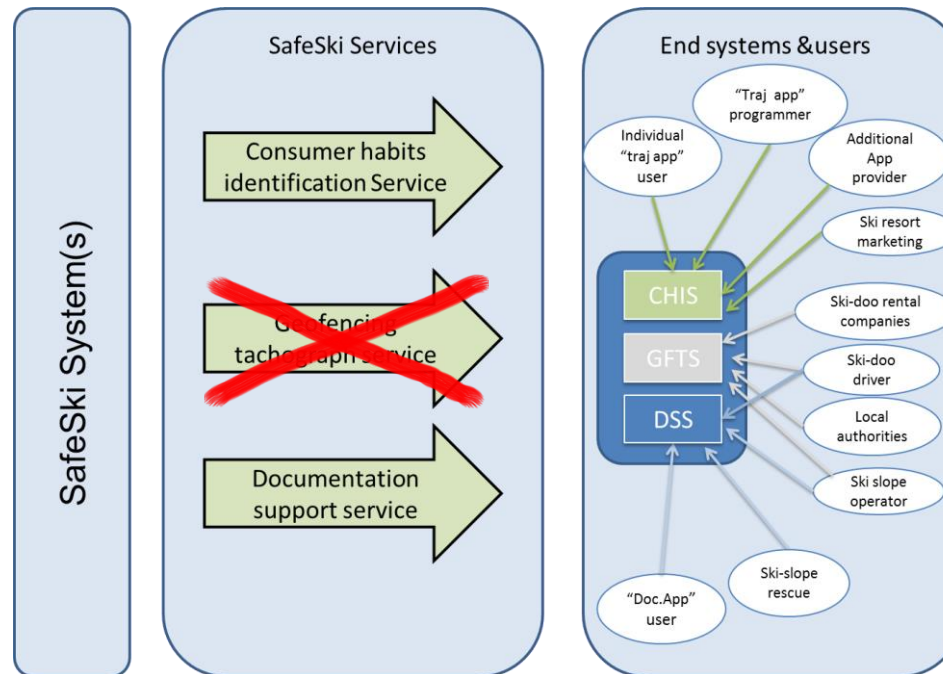 SafeSki System(s)
SafeSki Services
Consumer habits
identification Service
Geofencing
tachograph service
Documentation
support service
End systems &users
“Traj  app”
programmer
Individual
“traj app”
user
Additional
App
provider
Ski resort
marketing
CHIS
Ski-doo rental
companies
GFTS
Ski-doo
driver
DSS
Local
authorities
Ski slope
operator
Ski-slope
rescue
“Doc.App”
user